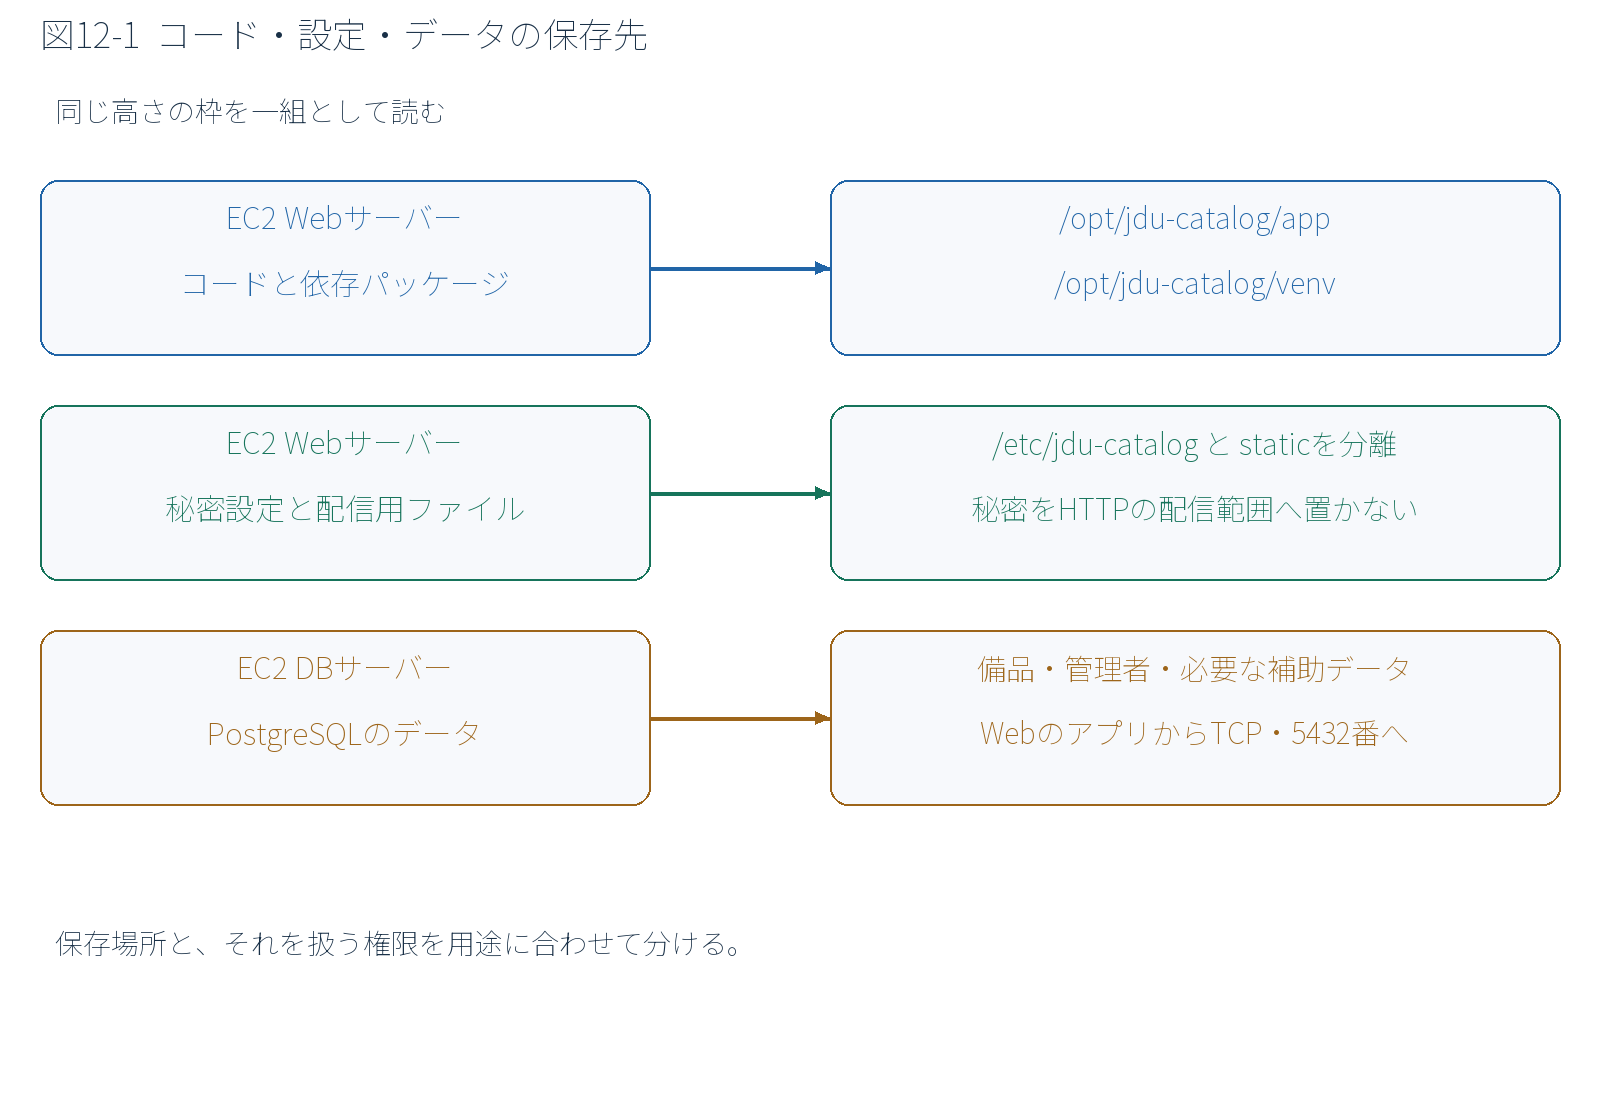 図12-1 コード・設定・データの保存先
同じ高さの枠を一組として読む
EC2 Webサーバー
コードと依存パッケージ
/opt/jdu-catalog/app
/opt/jdu-catalog/venv
EC2 Webサーバー
秘密設定と配信用ファイル
/etc/jdu-catalog と staticを分離
秘密をHTTPの配信範囲へ置かない
EC2 DBサーバー
PostgreSQLのデータ
備品・管理者・必要な補助データ
WebのアプリからTCP・5432番へ
保存場所と、それを扱う権限を用途に合わせて分ける。